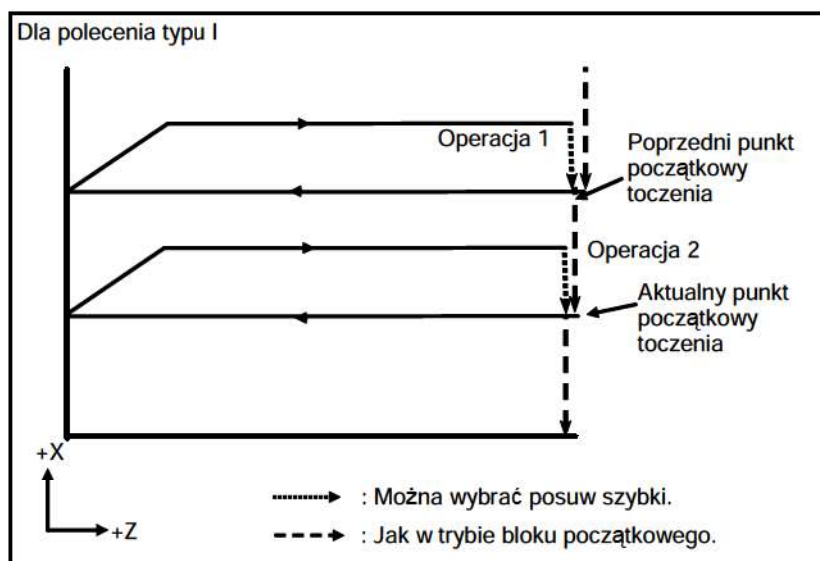 Dla polecenia typu I
Operacja 1
Poprzedni punkt
początkowy
toczenia
Operacja 2
Aktualny punkt
początkowy
toczenia
+X
+Z
: Można wybrać posuw szybki.
: Jak w trybie bloku początkowego.